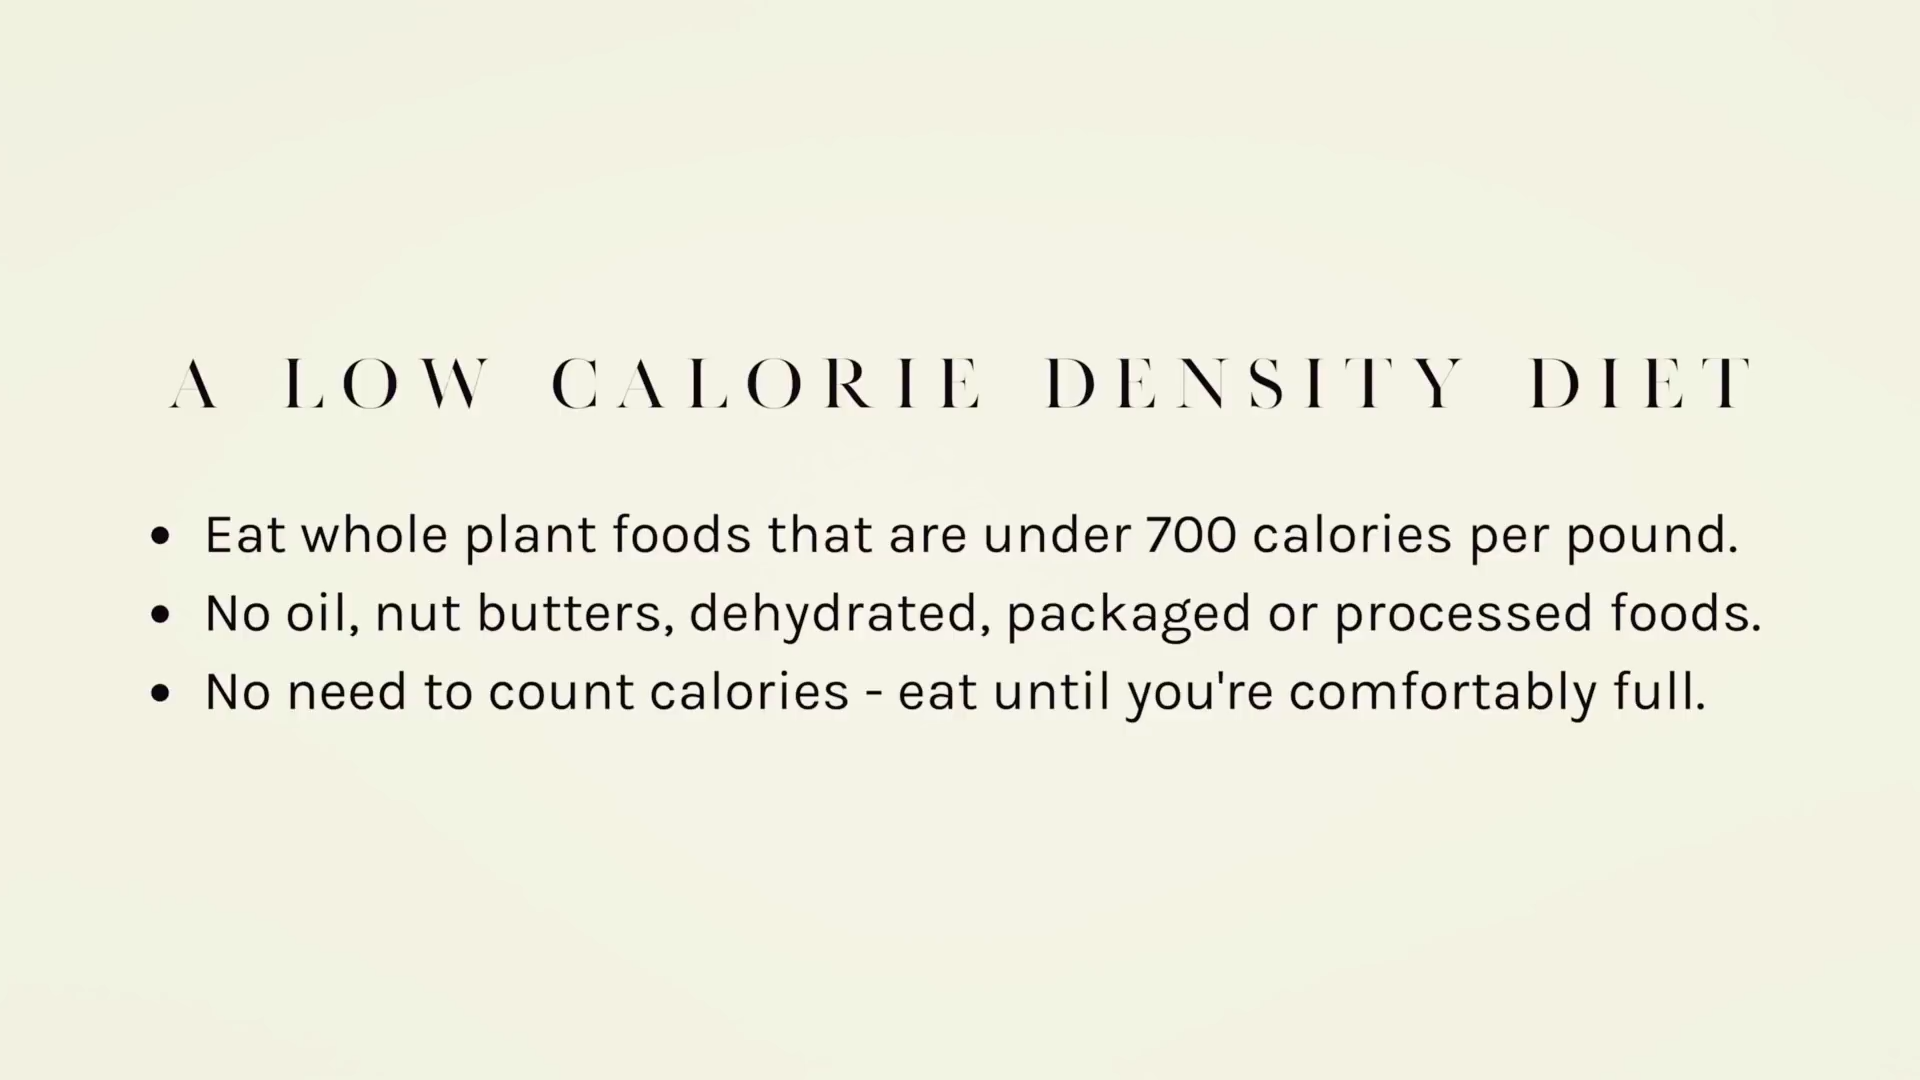 A LOW CALORIE DENSITY DIET
• Eat whole plant foods that are under 700 calories per pound.
• No oil, nut butters, dehydrated, packaged or processed foods.
• No need to count calories - eat until you're comfortably full.